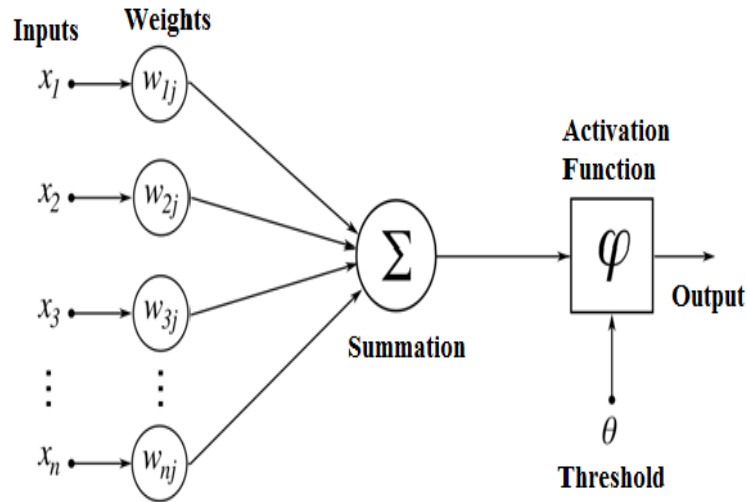 Inputs
Weights
x₁
w₁ⱼ
x₂
w₂ⱼ
x₃
w₃ⱼ
⋮
⋮
xₙ
wₙⱼ
Σ
Summation
Activation
Function
φ
Output
θ
Threshold